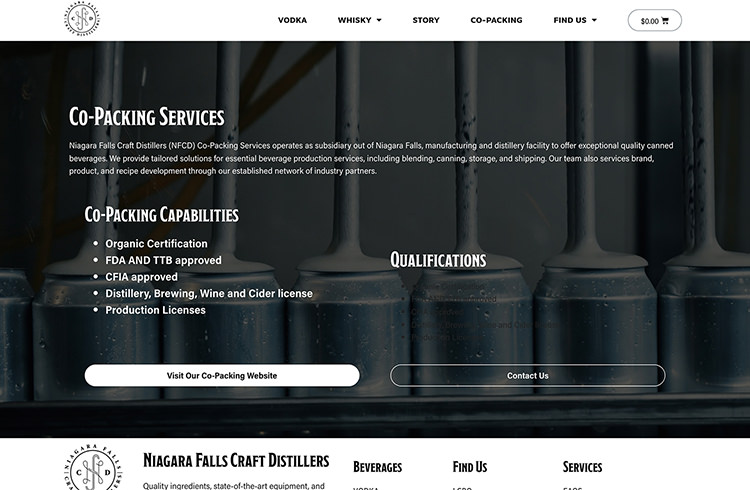 VODKA WHISKY STORY CO-PACKING FIND US $0.00
Co-Packing Services
Niagara Falls Craft Distillers (NFCD) Co-Packing Services operates as subsidiary out of Niagara Falls, manufacturing and distillery facility to offer exceptional quality canned
beverages. We provide tailored solutions for essential beverage production services, including blending, canning, storage, and shipping. Our team also services brand,
product, and recipe development through our established network of industry partners.
Co-Packing Capabilities
Organic Certification
FDA AND TTB approved
CFIA approved
Distillery, Brewing, Wine and Cider license
Production Licenses
Qualifications
Visit Our Co-Packing Website
Contact Us
NIAGARA FALLS
C D
Niagara Falls Craft Distillers
Quality ingredients, state-of-the-art equipment, and
Beverages
VODKA
Find Us
LCBO
Services
FAQS